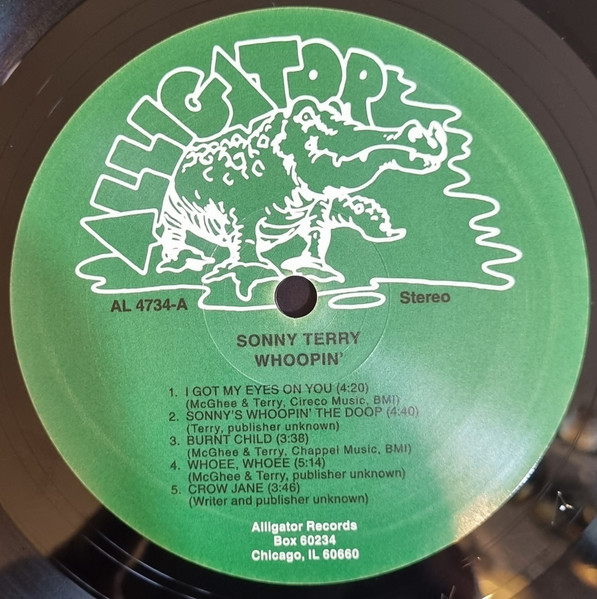 ALLIGATOR
AL 4734-A
Stereo
SONNY TERRY
WHOOPIN'
1. I GOT MY EYES ON YOU (4:20)
(McGhee & Terry, Cireco Music, BMI)
2. SONNY'S WHOOPIN' THE DOOP (4:40)
(Terry, publisher unknown)
3. BURNT CHILD (3:38)
(McGhee & Terry, Chappel Music, BMI)
4. WHOEE, WHOEE (5:14)
(McGhee & Terry, publisher unknown)
5. CROW JANE (3:46)
(Writer and publisher unknown)
Alligator Records
Box 60234
Chicago, IL 60660